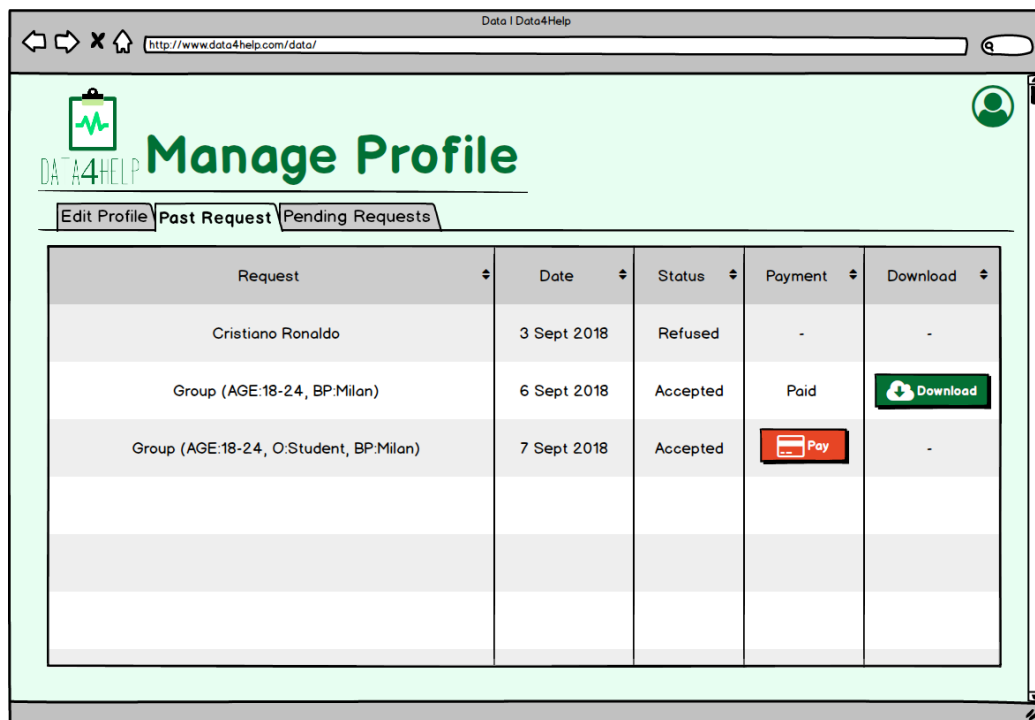 Data | Data4Help
http://www.data4help.com/data/
DATA4HELP
Manage Profile
Edit Profile Past Request Pending Requests
Request Date Status Payment Download
Cristiano Ronaldo 3 Sept 2018 Refused - -
Group (AGE:18-24, BP:Milan) 6 Sept 2018 Accepted Paid Download
Group (AGE:18-24, O:Student, BP:Milan) 7 Sept 2018 Accepted Pay -